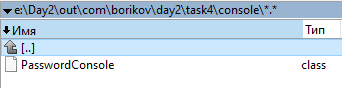 e:\Day2\out\com\borikov\day2\task4\console\*.*
Имя Тип
[..]
PasswordConsole class